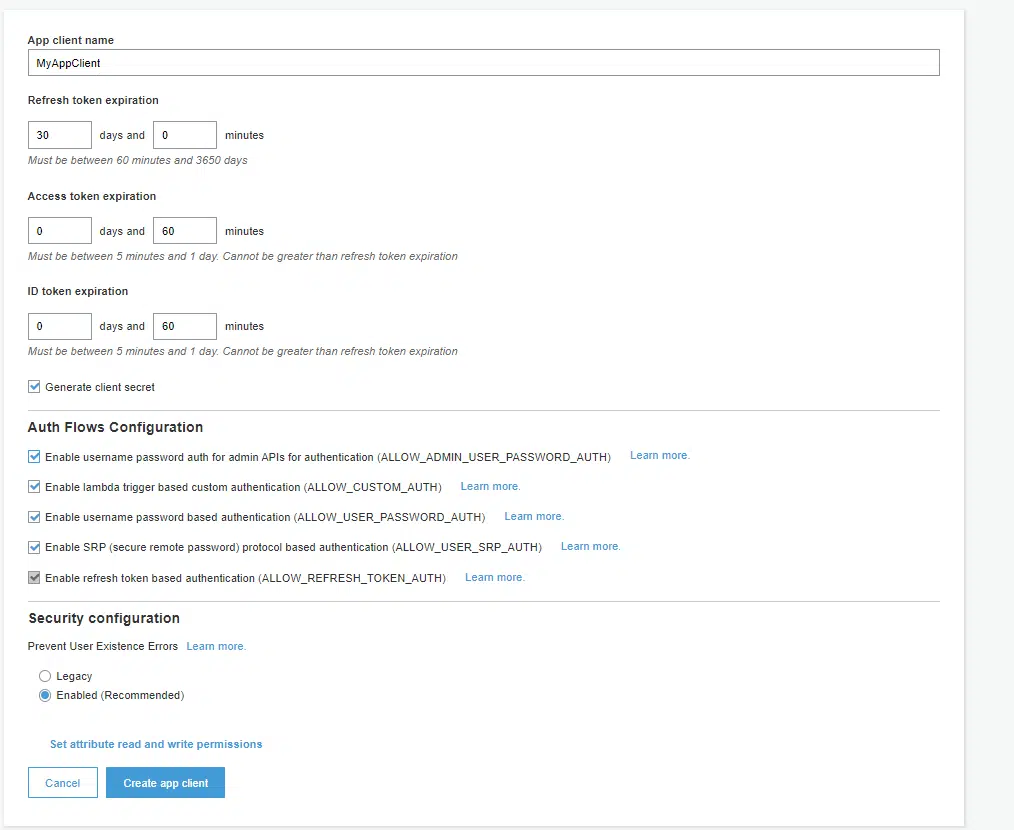 App client name
MyAppClient
Refresh token expiration
30 days and 0 minutes
Must be between 60 minutes and 3650 days
Access token expiration
0 days and 60 minutes
Must be between 5 minutes and 1 day. Cannot be greater than refresh token expiration
ID token expiration
0 days and 60 minutes
Must be between 5 minutes and 1 day. Cannot be greater than refresh token expiration
Generate client secret
Auth Flows Configuration
Enable username password auth for admin APIs for authentication (ALLOW_ADMIN_USER_PASSWORD_AUTH) Learn more.
Enable lambda trigger based custom authentication (ALLOW_CUSTOM_AUTH) Learn more.
Enable username password based authentication (ALLOW_USER_PASSWORD_AUTH) Learn more.
Enable SRP (secure remote password) protocol based authentication (ALLOW_USER_SRP_AUTH) Learn more.
Enable refresh token based authentication (ALLOW_REFRESH_TOKEN_AUTH) Learn more.
Security configuration
Prevent User Existence Errors Learn more.
Legacy
Enabled (Recommended)
Set attribute read and write permissions
Cancel Create app client